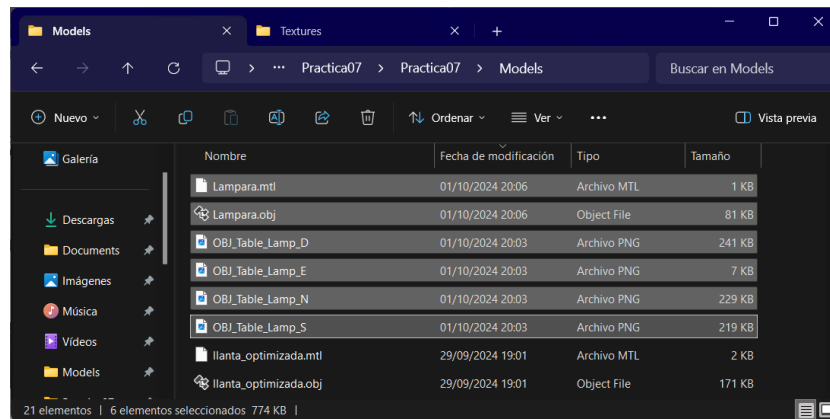 Models
Textures
Practica07 > Practica07 > Models
Buscar en Models
Nuevo
Ordenar
Ver
Vista previa
Galería
Descargas
Documents
Imágenes
Música
Vídeos
Models
Nombre Fecha de modificación Tipo Tamaño
Lampara.mtl 01/10/2024 20:06 Archivo MTL 1 KB
Lampara.obj 01/10/2024 20:06 Object File 81 KB
OBJ_Table_Lamp_D 01/10/2024 20:03 Archivo PNG 241 KB
OBJ_Table_Lamp_E 01/10/2024 20:03 Archivo PNG 7 KB
OBJ_Table_Lamp_N 01/10/2024 20:03 Archivo PNG 229 KB
OBJ_Table_Lamp_S 01/10/2024 20:03 Archivo PNG 219 KB
llanta_optimizada.mtl 29/09/2024 19:01 Archivo MTL 2 KB
llanta_optimizada.obj 29/09/2024 19:01 Object File 171 KB
21 elementos | 6 elementos seleccionados 774 KB |